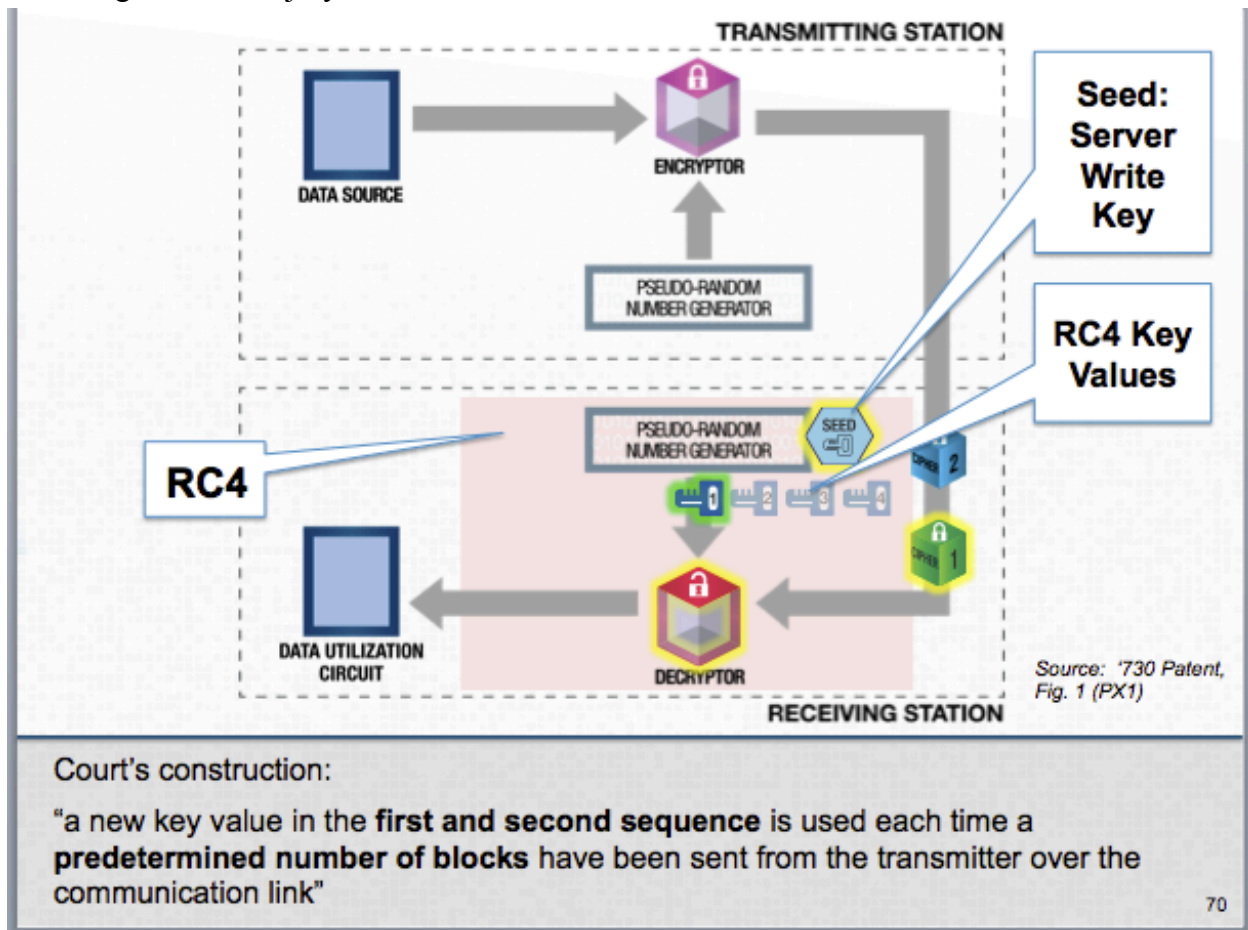 TRANSMITTING STATION
Seed:
Server
Write
Key
ENCRYPTOR
DATA SOURCE
PSEUDO-RANDOM
NUMBER GENERATOR
RC4 Key
Values
PSEUDO-RANDOM
NUMBER GENERATOR
SEED
RC4
CIPHER 2
1 2 3 4
CIPHER 1
DATA UTILIZATION
CIRCUIT
DECRYPTOR
Source: '730 Patent,
Fig. 1 (PX1)
RECEIVING STATION
Court's construction:
“a new key value in the first and second sequence is used each time a
predetermined number of blocks have been sent from the transmitter over the
communication link”
70